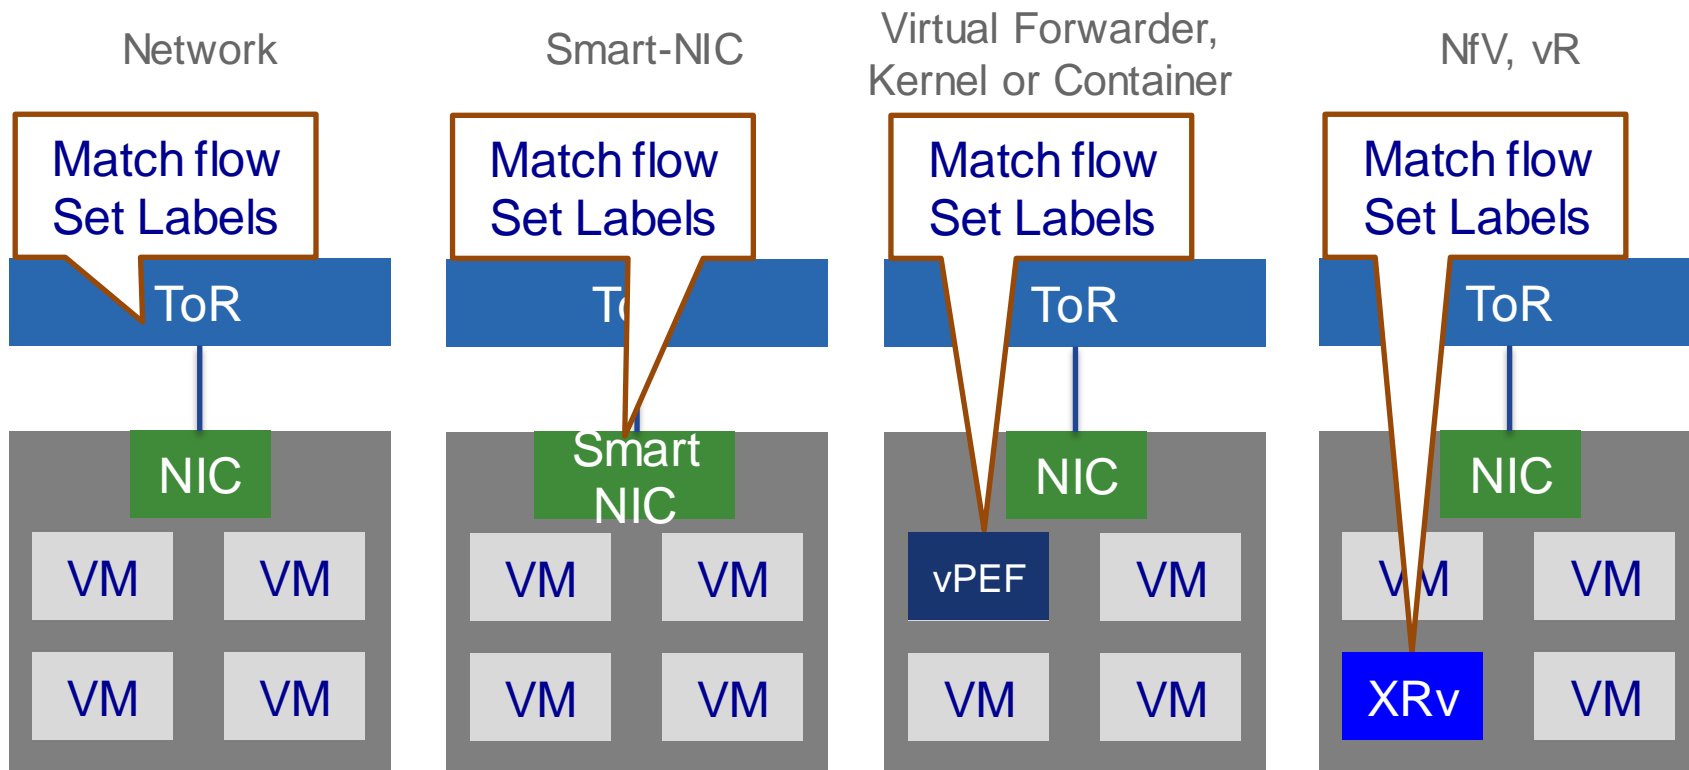 Network
Match flow
Set Labels
ToR
NIC
VM VM
VM VM
Smart-NIC
Match flow
Set Labels
Smart
NIC
VM VM
VM VM
Virtual Forwarder,
Kernel or Container
Match flow
Set Labels
ToR
NIC
vPEF VM
VM VM
NfV, vR
Match flow
Set Labels
ToR
NIC
VM VM
XRv VM